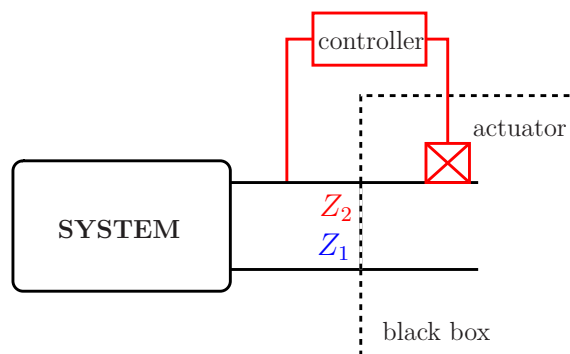 controller
actuator
Z₂
SYSTEM
Z₁
black box